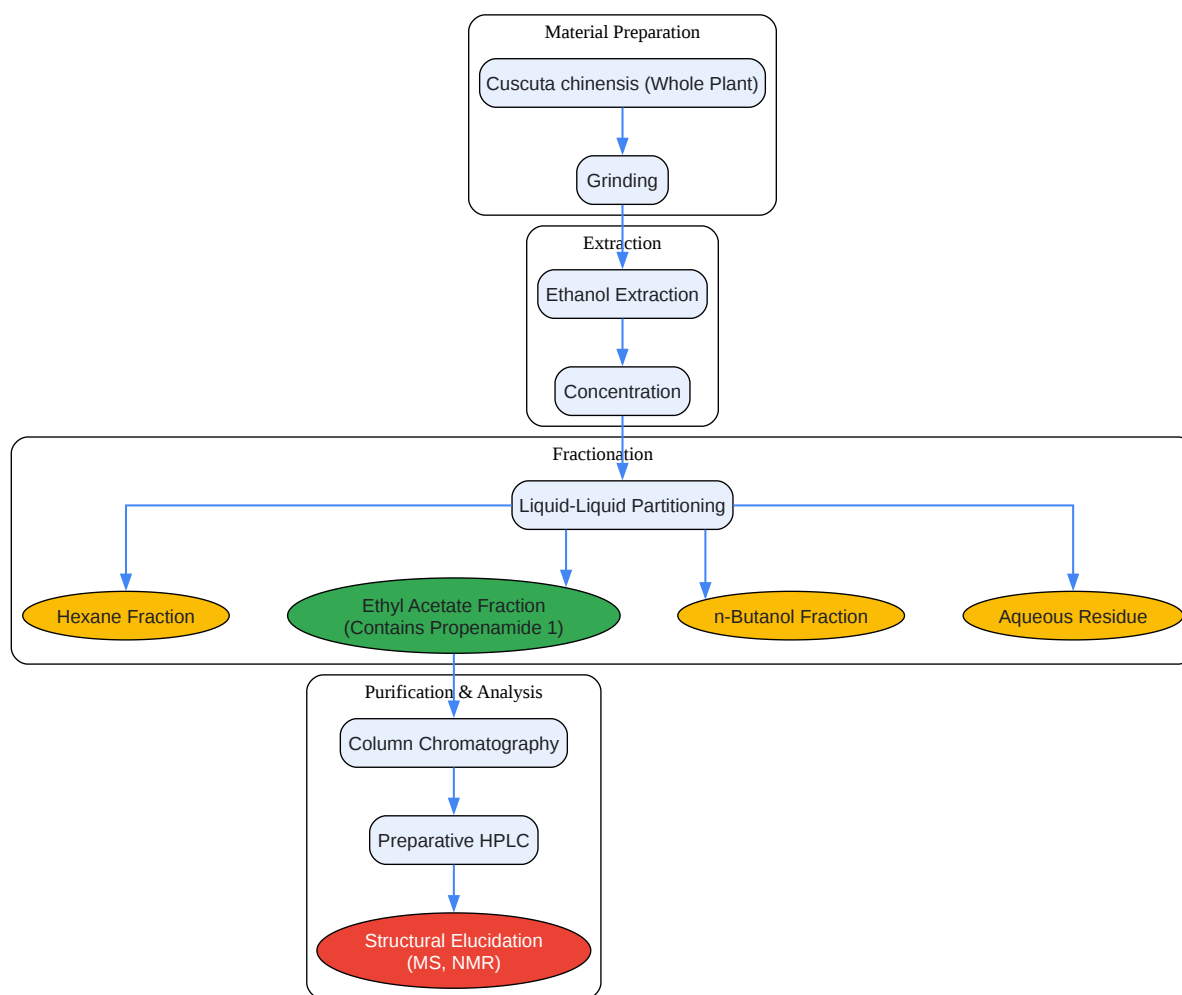 Material Preparation
Cuscuta chinensis (Whole Plant)
Grinding
Extraction
Ethanol Extraction
Concentration
Fractionation
Liquid-Liquid Partitioning
Hexane Fraction
Ethyl Acetate Fraction
(Contains Propenamide 1)
n-Butanol Fraction
Aqueous Residue
Purification & Analysis
Column Chromatography
Preparative HPLC
Structural Elucidation
(MS, NMR)